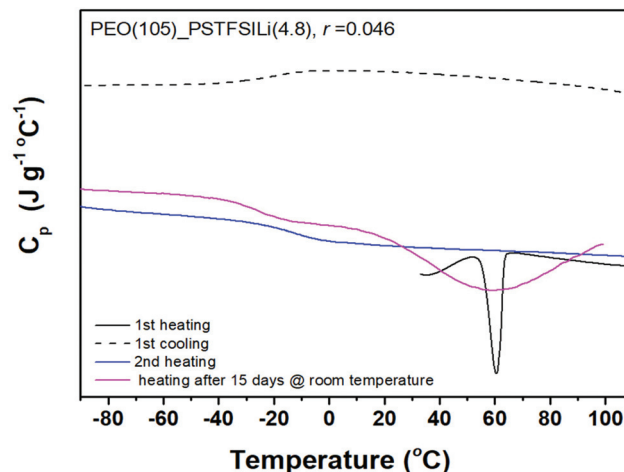 PEO(105)_PSTFSILi(4.8), r =0.046
Cp (J g-1 oC-1)
1st heating
1st cooling
2nd heating
heating after 15 days @ room temperature
-80 -60 -40 -20 0 20 40 60 80 100
Temperature (oC)